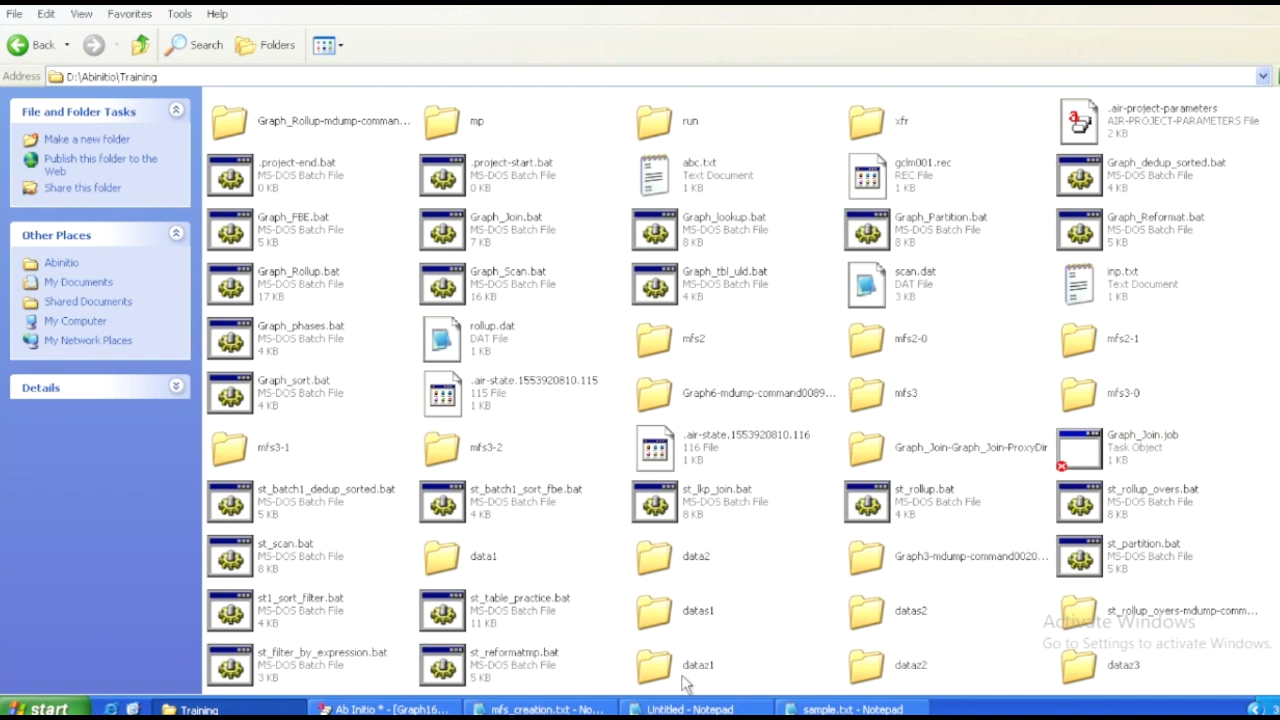 File Edit View Favorites Tools Help
Back Search Folders
Address D:\Abinitio\Training
File and Folder Tasks
Make a new folder
Publish this folder to the
Web
Share this folder
Other Places
Abinitio
My Documents
Shared Documents
My Computer
My Network Places
Details
Graph_Rollup-mdump-comman...
mp
run
xfr
.air-project-parameters
AIR-PROJECT-PARAMETERS File
2 KB
.project-end.bat
MS-DOS Batch File
0 KB
.project-start.bat
MS-DOS Batch File
0 KB
abc.txt
Text Document
1 KB
gclm001.rec
REC File
1 KB
Graph_dedup_sorted.bat
MS-DOS Batch File
4 KB
Graph_FBE.bat
MS-DOS Batch File
5 KB
Graph_Join.bat
MS-DOS Batch File
7 KB
Graph_lookup.bat
MS-DOS Batch File
8 KB
Graph_Partition.bat
MS-DOS Batch File
8 KB
Graph_Reformat.bat
MS-DOS Batch File
5 KB
Graph_Rollup.bat
MS-DOS Batch File
17 KB
Graph_Scan.bat
MS-DOS Batch File
16 KB
Graph_tbl_uld.bat
MS-DOS Batch File
4 KB
scan.dat
DAT File
3 KB
inp.txt
Text Document
1 KB
Graph_phases.bat
MS-DOS Batch File
4 KB
rollup.dat
DAT File
1 KB
mfs2
mfs2-0
mfs2-1
Graph_sort.bat
MS-DOS Batch File
4 KB
.air-state.1553920810.115
115 File
1 KB
Graph6-mdump-command0089...
mfs3
mfs3-0
mfs3-1
mfs3-2
.air-state.1553920810.116
116 File
1 KB
Graph_Join-Graph_Join-ProxyDir
Graph_Join.job
Task Object
1 KB
st_batch1_dedup_sorted.bat
MS-DOS Batch File
5 KB
st_batch1_sort_fbe.bat
MS-DOS Batch File
4 KB
st_lkp_join.bat
MS-DOS Batch File
8 KB
st_rollup.bat
MS-DOS Batch File
4 KB
st_rollup_overs.bat
MS-DOS Batch File
8 KB
st_scan.bat
MS-DOS Batch File
8 KB
data1
data2
Graph3-mdump-command0020...
st_partition.bat
MS-DOS Batch File
5 KB
st1_sort_filter.bat
MS-DOS Batch File
4 KB
st_table_practice.bat
MS-DOS Batch File
11 KB
datas1
datas2
st_rollup_overs-mdump-comm...
st_filter_by_expression.bat
MS-DOS Batch File
3 KB
st_reformatmp.bat
MS-DOS Batch File
5 KB
dataz1
dataz2
dataz3
Activate Windows
Go to Settings to activate Windows.
start Training Ab Initio * - [Graph16... mfs_creation.txt - No... Untitled - Notepad sample.txt - Notepad